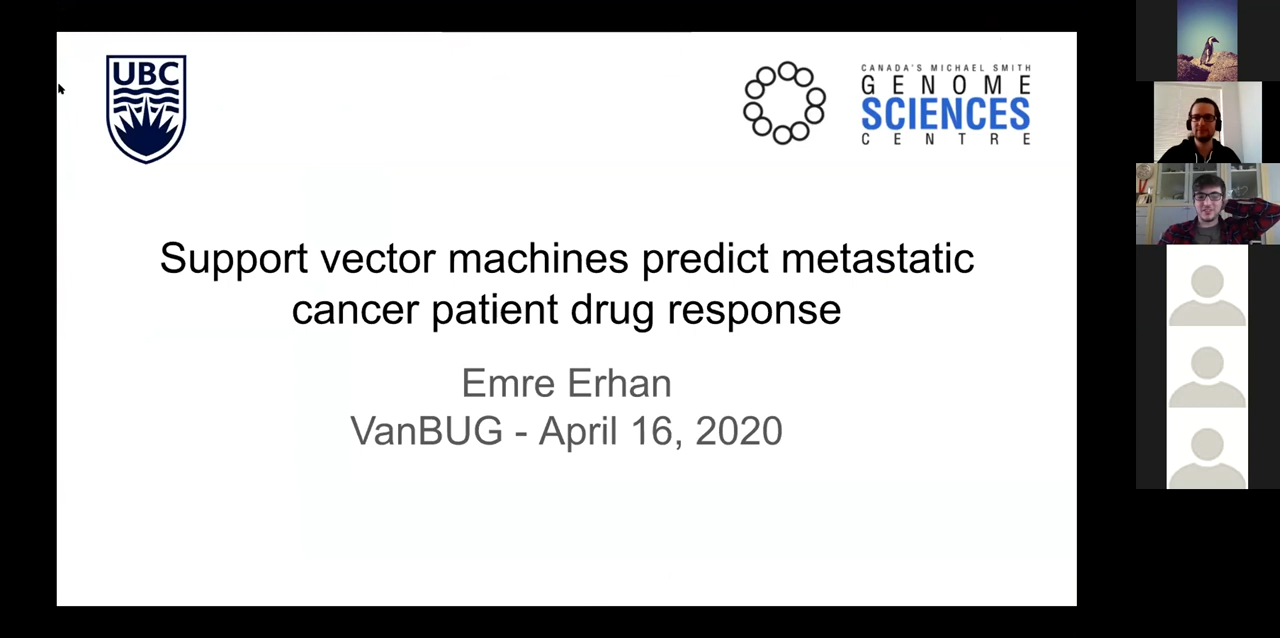 UBC
CANADA'S MICHAEL SMITH
GENOME
SCIENCES
CENTRE
Support vector machines predict metastatic
cancer patient drug response
Emre Erhan
VanBUG - April 16, 2020